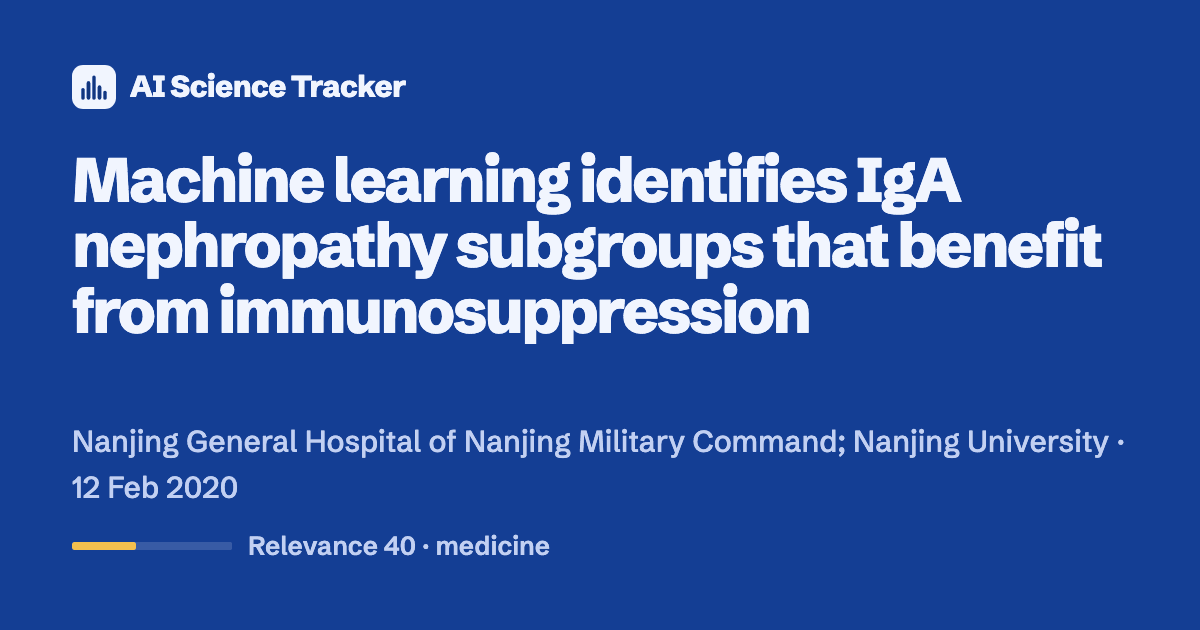 AI Science Tracker
Machine learning identifies IgA
nephropathy subgroups that benefit
from immunosuppression
Nanjing General Hospital of Nanjing Military Command; Nanjing University ·
12 Feb 2020
Relevance 40 · medicine